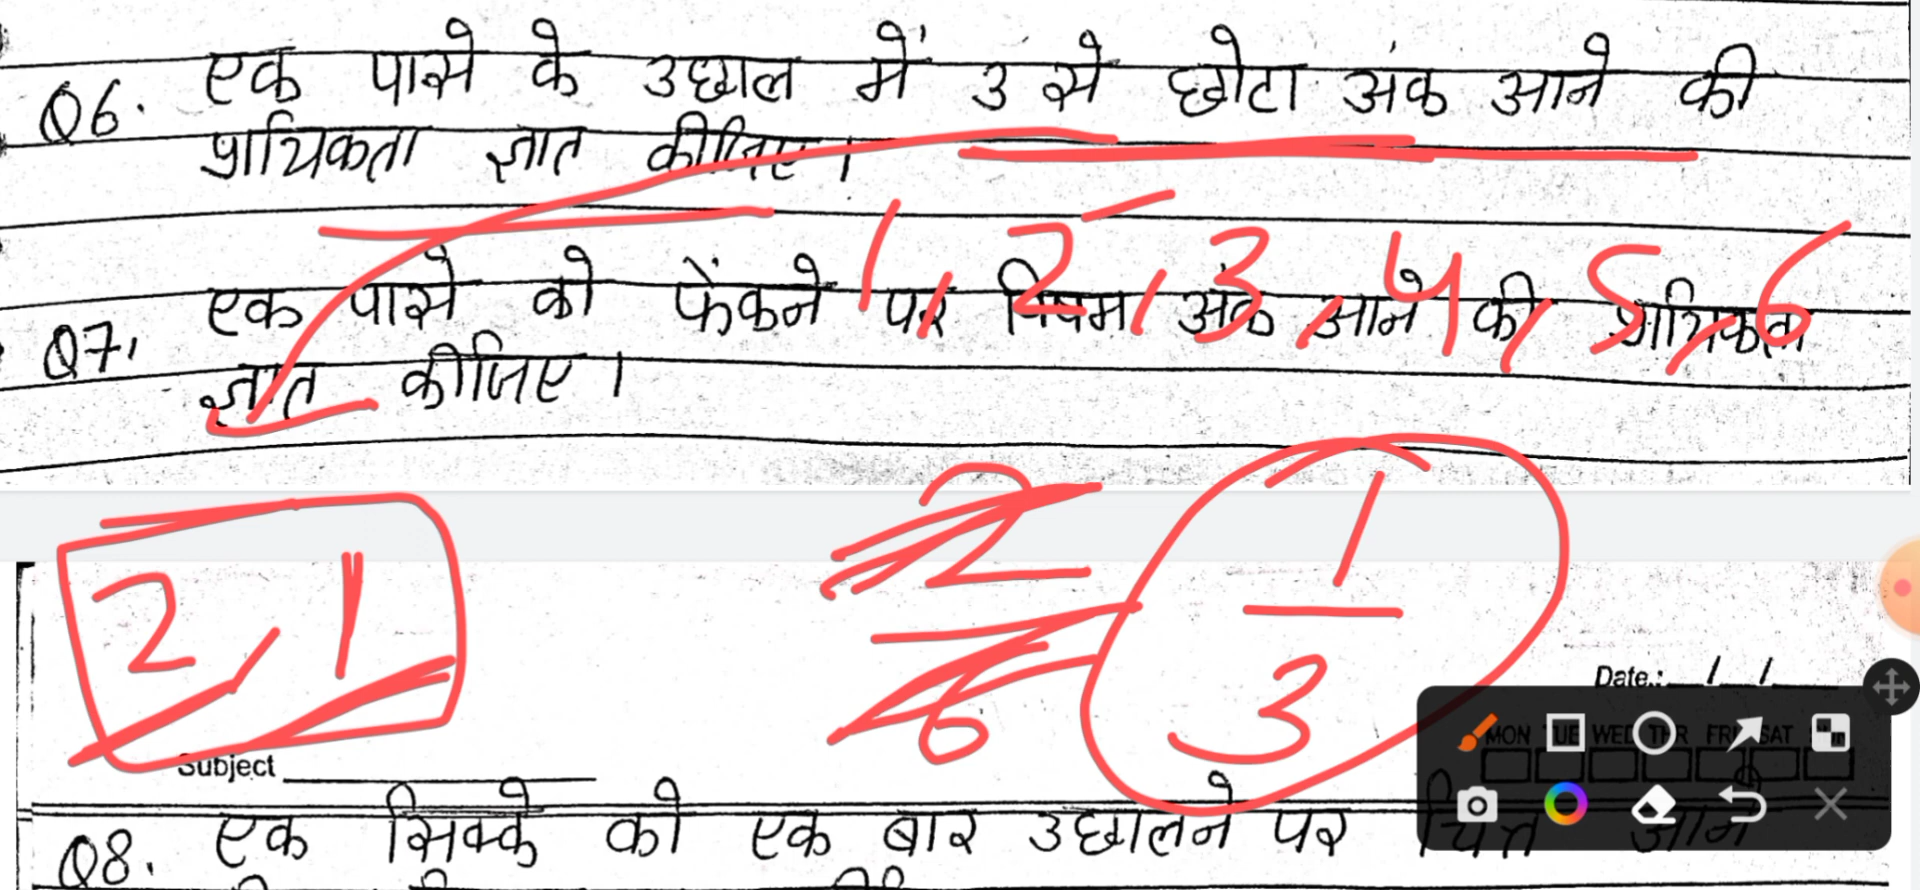 Q6. एक पासे के उछाल में 3 से छोटा अंक आने की
प्रायिकता ज्ञात कीजिए।
1, 2, 3, 4, 5, 6
Q7. एक पासे को फेंकने पर विषम अंक आने की प्रायिकता
ज्ञात कीजिए।
2, 1
2/6
1/3
Date.: / /
MON TUE WED THR FRI SAT
Subject
Q8. एक सिक्के को एक बार उछालने पर चित आने